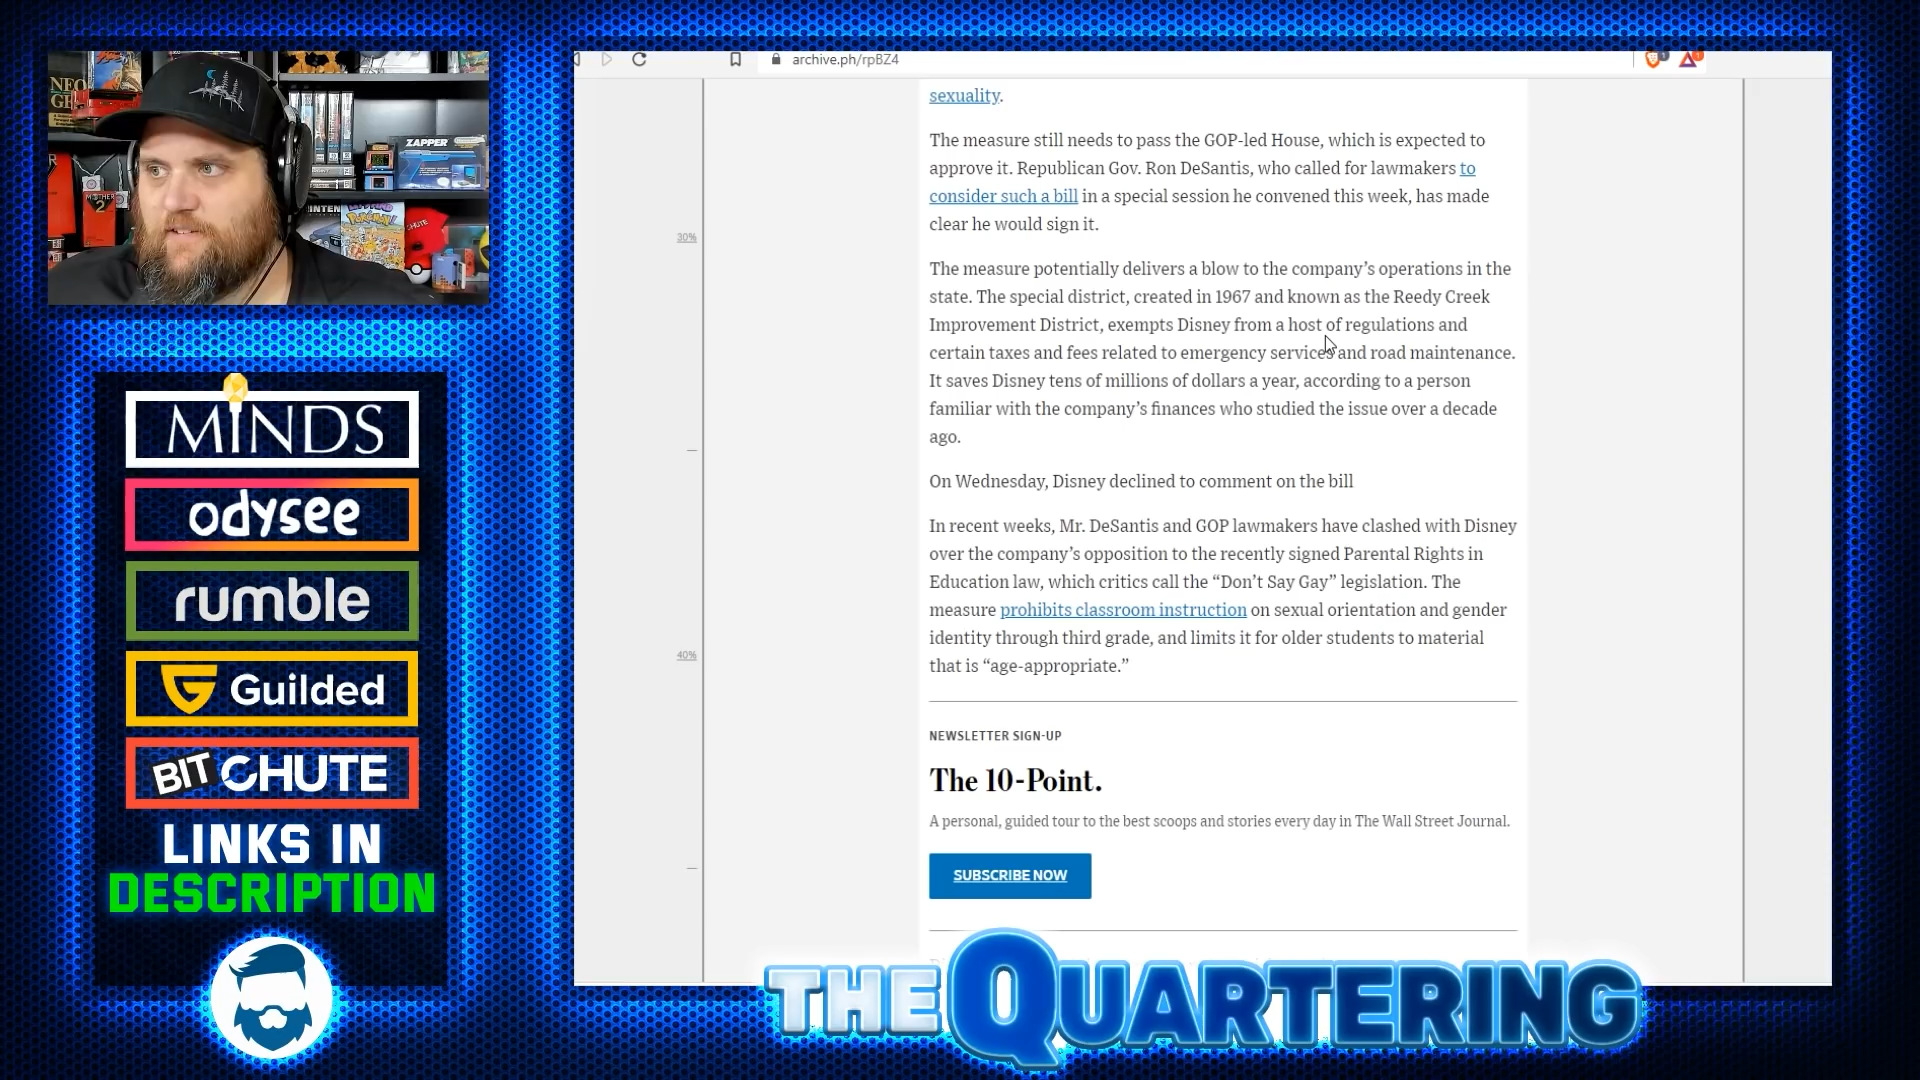 NEO
GE
ZAPPER
MOTHER
2
NINTEN
POKéMON
CHUTE
MINDS
odysee
rumble
Guilded
BITCHUTE
LINKS IN
DESCRIPTION
archive.ph/rpBZ4
sexuality.
The measure still needs to pass the GOP-led House, which is expected to
approve it. Republican Gov. Ron DeSantis, who called for lawmakers to
consider such a bill in a special session he convened this week, has made
clear he would sign it.
30%
The measure potentially delivers a blow to the company’s operations in the
state. The special district, created in 1967 and known as the Reedy Creek
Improvement District, exempts Disney from a host of regulations and
certain taxes and fees related to emergency services and road maintenance.
It saves Disney tens of millions of dollars a year, according to a person
familiar with the company’s finances who studied the issue over a decade
ago.
On Wednesday, Disney declined to comment on the bill
In recent weeks, Mr. DeSantis and GOP lawmakers have clashed with Disney
over the company’s opposition to the recently signed Parental Rights in
Education law, which critics call the “Don’t Say Gay” legislation. The
measure prohibits classroom instruction on sexual orientation and gender
identity through third grade, and limits it for older students to material
40%
that is “age-appropriate.”
NEWSLETTER SIGN-UP
The 10-Point.
A personal, guided tour to the best scoops and stories every day in The Wall Street Journal.
SUBSCRIBE NOW
THE QUARTERING